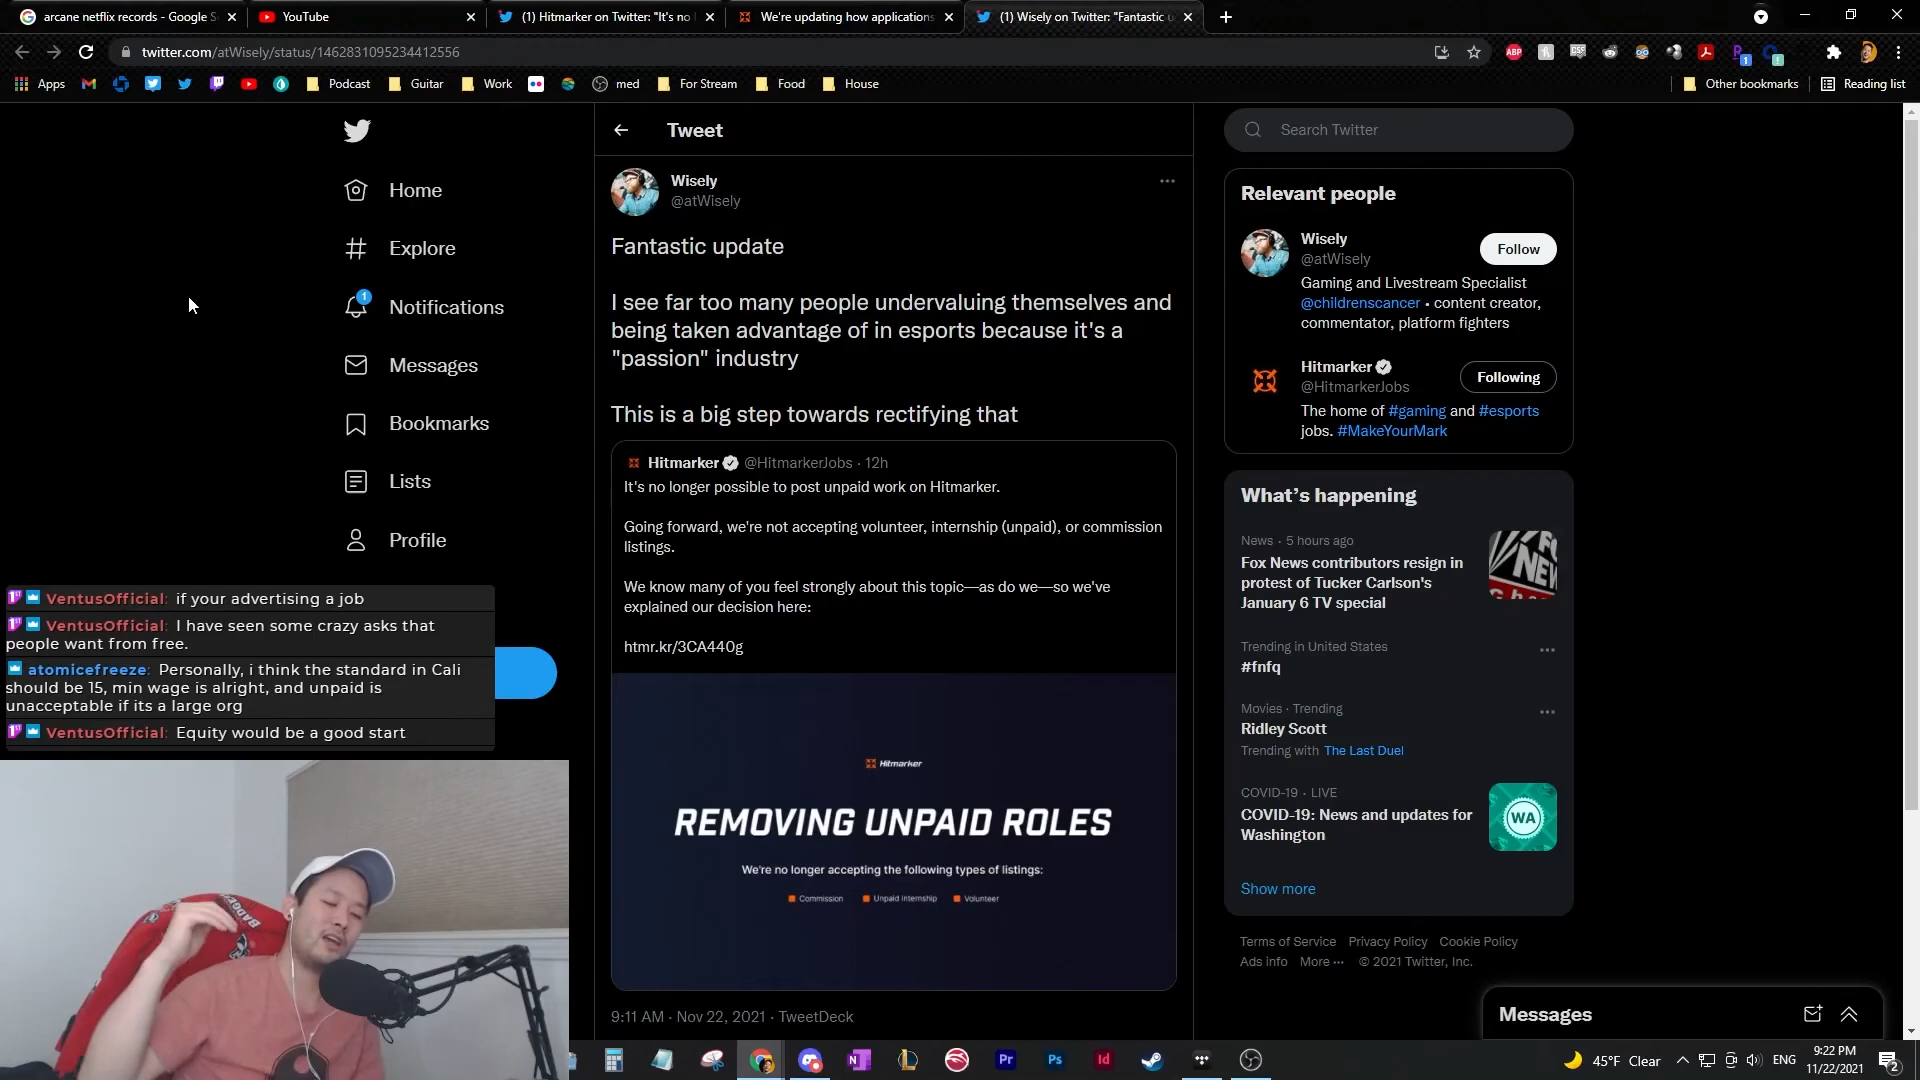 arcane netflix records - Google S
YouTube
(1) Hitmarker on Twitter: "It's no l
We're updating how applications
(1) Wisely on Twitter: "Fantastic u
twitter.com/atWisely/status/1462831095234412556
Apps
Podcast
Guitar
Work
med
For Stream
Food
House
Other bookmarks
Reading list
Home
Explore
1
Notifications
Messages
Bookmarks
Lists
Profile
Tweet
Wisely
@atWisely
Fantastic update
I see far too many people undervaluing themselves and
being taken advantage of in esports because it's a
"passion" industry
This is a big step towards rectifying that
Hitmarker @HitmarkerJobs · 12h
It's no longer possible to post unpaid work on Hitmarker.
Going forward, we're not accepting volunteer, internship (unpaid), or commission
listings.
We know many of you feel strongly about this topic—as do we—so we've
explained our decision here:
htmr.kr/3CA440g
Hitmarker
REMOVING UNPAID ROLES
We're no longer accepting the following types of listings:
Commission
Unpaid Internship
Volunteer
9:11 AM · Nov 22, 2021 · TweetDeck
Search Twitter
Relevant people
Wisely
@atWisely
Follow
Gaming and Livestream Specialist
@childrenscancer • content creator,
commentator, platform fighters
Hitmarker
@HitmarkerJobs
Following
The home of #gaming and #esports
jobs. #MakeYourMark
What's happening
News · 5 hours ago
Fox News contributors resign in
protest of Tucker Carlson's
January 6 TV special
Trending in United States
#fnfq
Movies · Trending
Ridley Scott
Trending with The Last Duel
COVID-19 · LIVE
COVID-19: News and updates for
Washington
WA
Show more
Terms of Service Privacy Policy Cookie Policy
Ads info More ··· © 2021 Twitter, Inc.
Messages
VentusOfficial: if your advertising a job
VentusOfficial: I have seen some crazy asks that
people want from free.
atomicefreeze: Personally, i think the standard in Cali
should be 15, min wage is alright, and unpaid is
unacceptable if its a large org
VentusOfficial: Equity would be a good start
45°F Clear
ENG
9:22 PM
11/22/2021
2